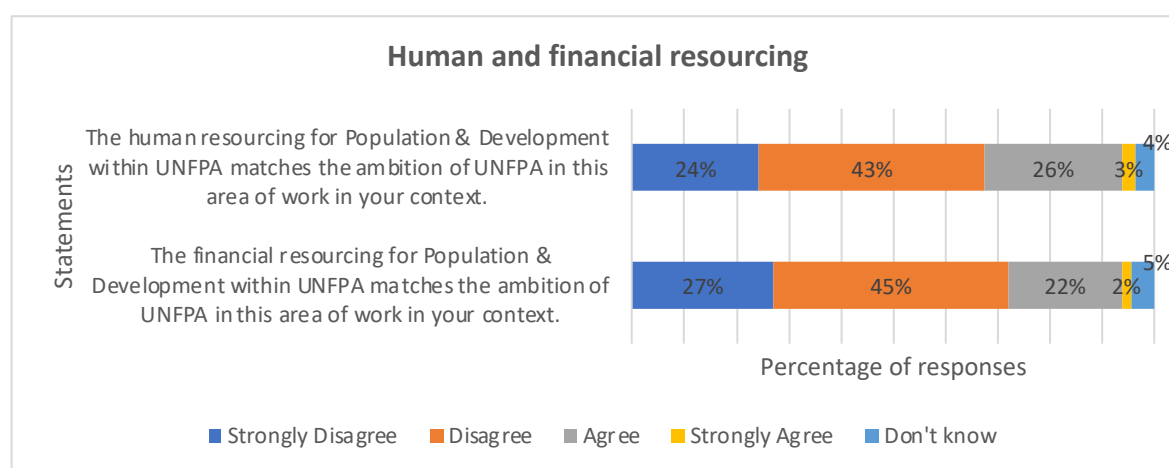 Human and financial resourcing
Statements
The human resourcing for Population & Development
within UNFPA matches the ambition of UNFPA in this
area of work in your context.
24% 43% 26% 3% 4%
The financial resourcing for Population &
Development within UNFPA matches the ambition of
UNFPA in this area of work in your context.
27% 45% 22% 2% 5%
Percentage of responses
Strongly Disagree Disagree Agree Strongly Agree Don't know